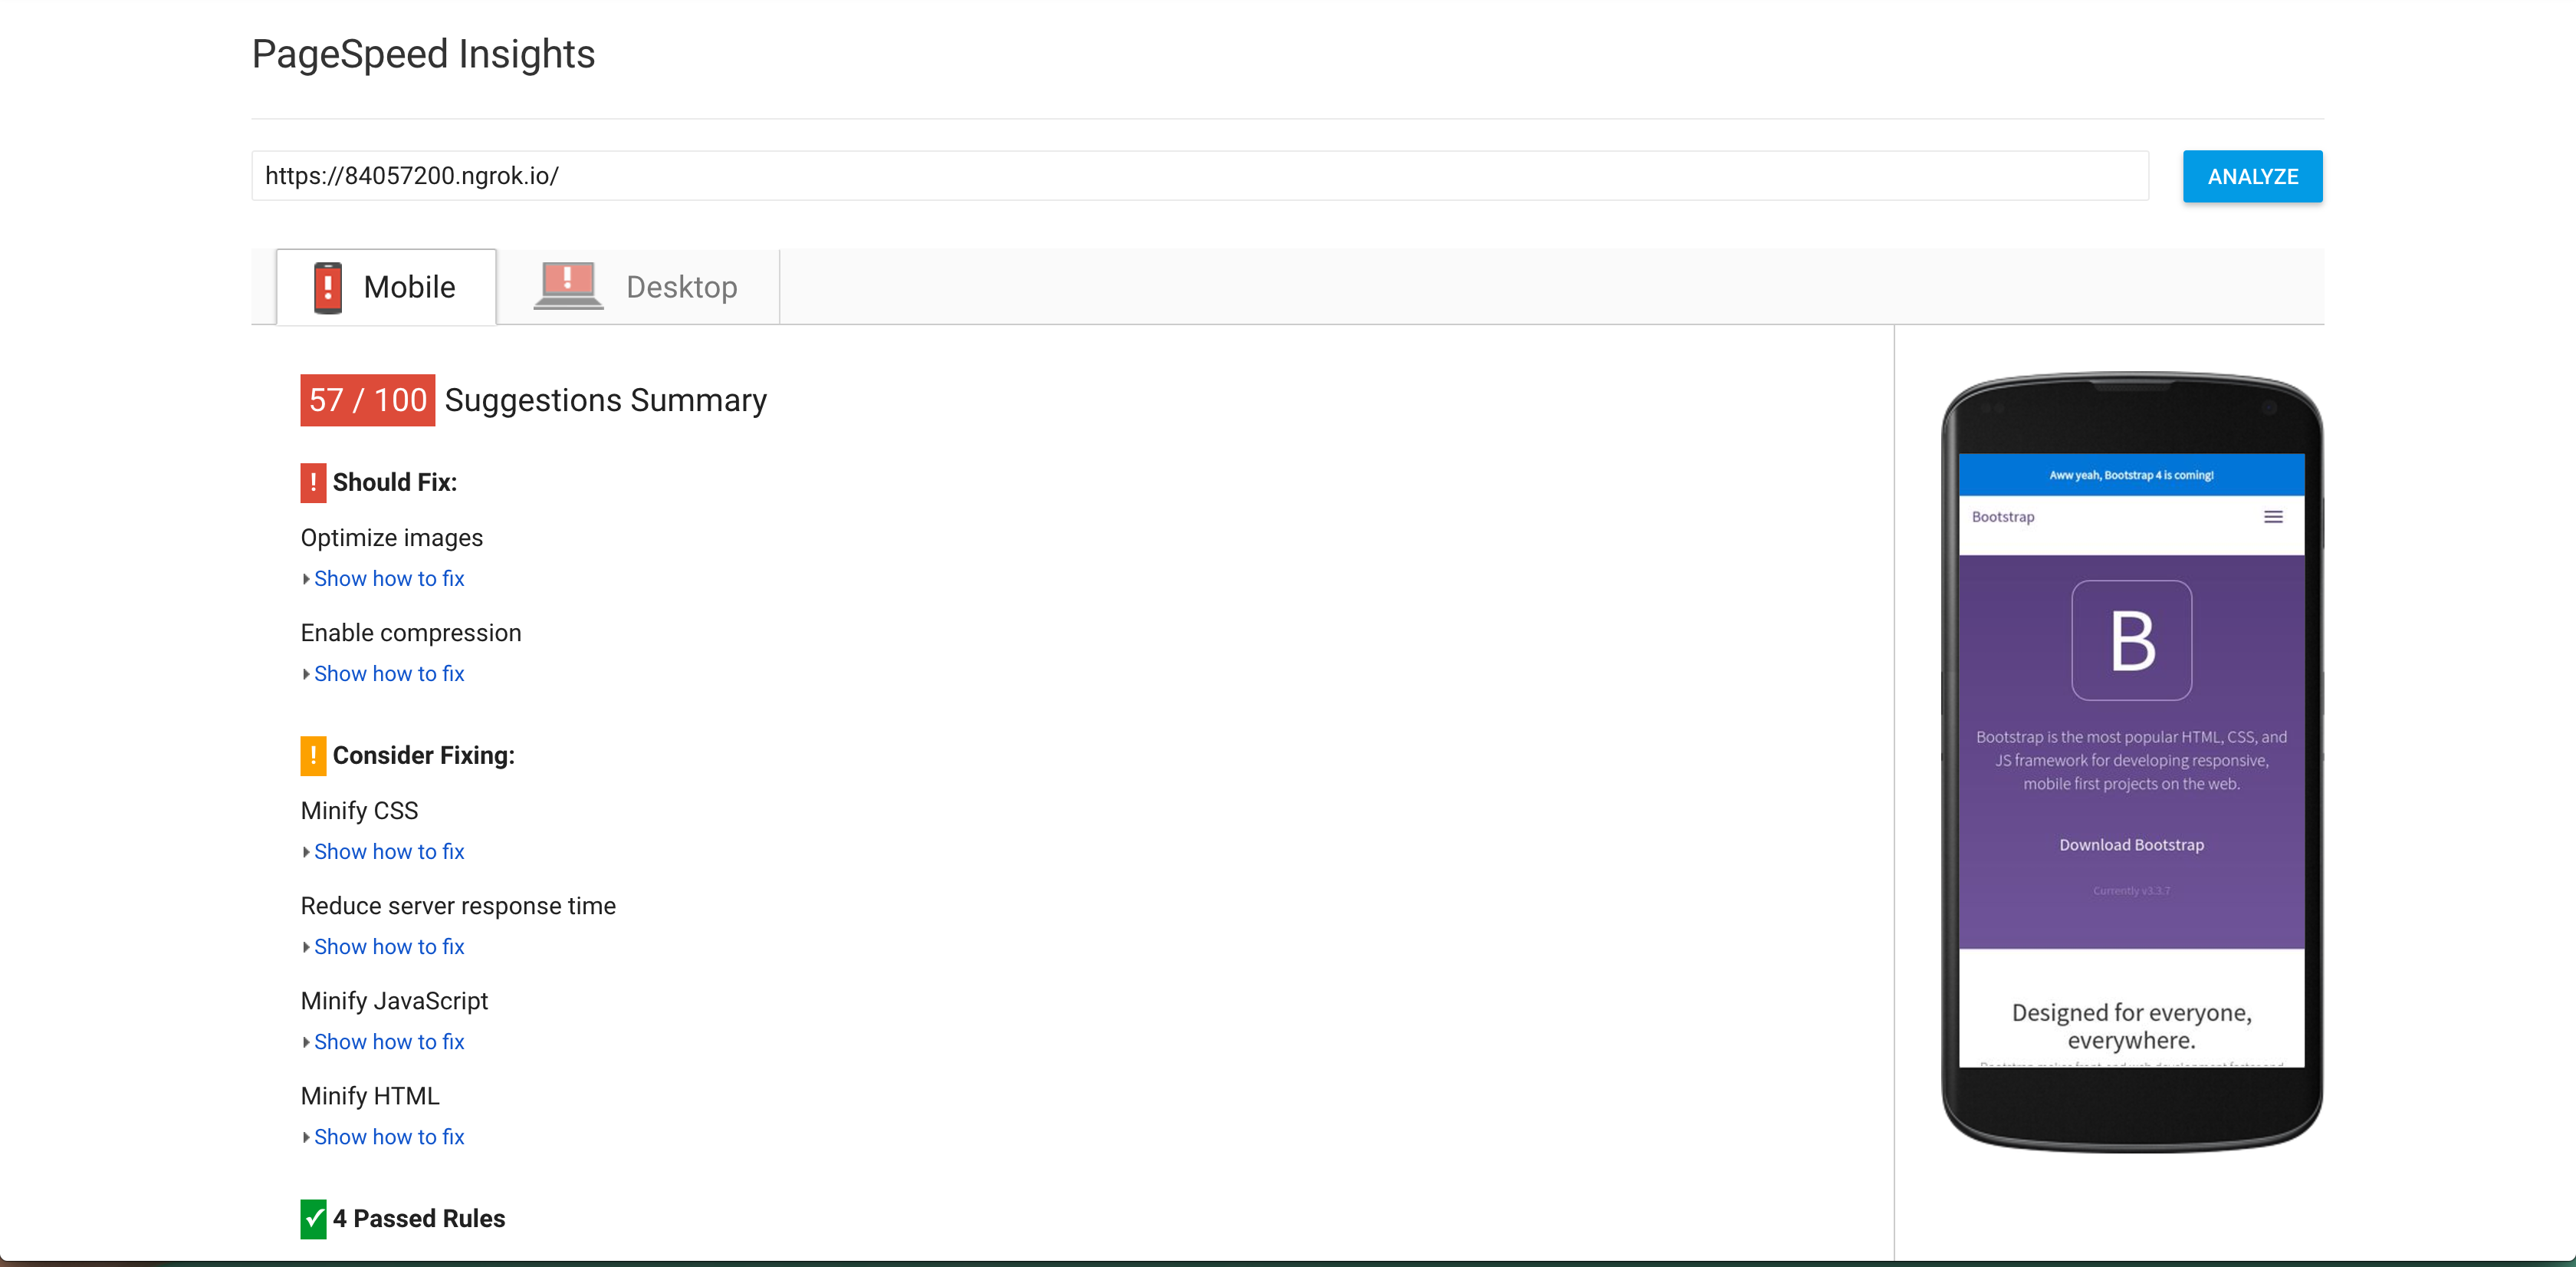 PageSpeed Insights
https://84057200.ngrok.io/
ANALYZE
Mobile
Desktop
57 / 100 Suggestions Summary
! Should Fix:
Optimize images
Show how to fix
Enable compression
Show how to fix
! Consider Fixing:
Minify CSS
Show how to fix
Reduce server response time
Show how to fix
Minify JavaScript
Show how to fix
Minify HTML
Show how to fix
4 Passed Rules
Aww yeah, Bootstrap 4 is coming!
Bootstrap
B
Bootstrap is the most popular HTML, CSS, and
JS framework for developing responsive,
mobile first projects on the web.
Download Bootstrap
Currently v3.3.7
Designed for everyone,
everywhere.